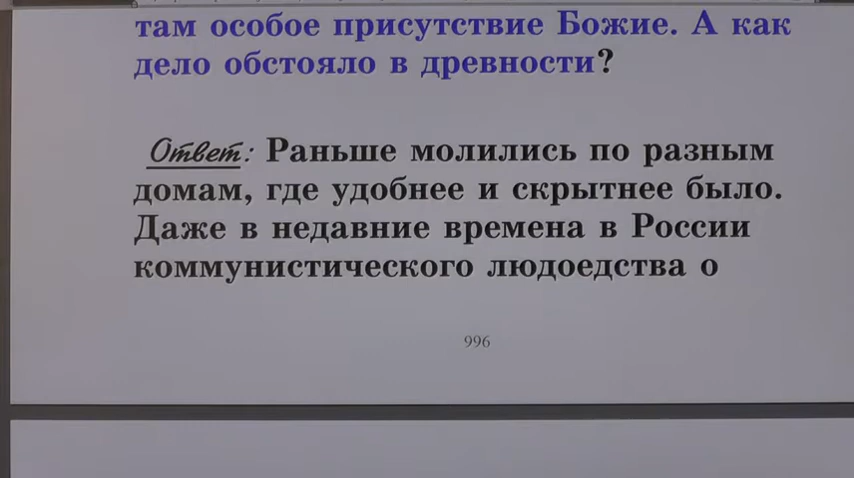 там особое присутствие Божие. А как
дело обстояло в древности?
Ответ: Раньше молились по разным
домам, где удобнее и скрытнее было.
Даже в недавние времена в России
коммунистического людоедства о
996